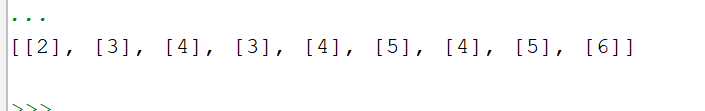 ...
[[2], [3], [4], [3], [4], [5], [4], [5], [6]]
>>>